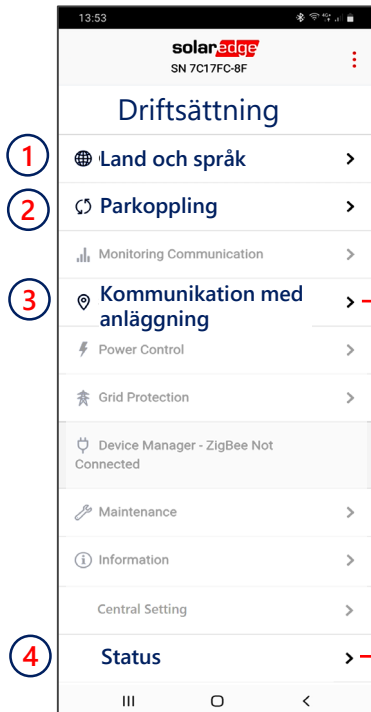 13:53
solaredge
SN 7C17FC-8F
Driftsättning
1
Land och språk
2
Parkoppling
Monitoring Communication
3
Kommunikation med
anläggning
Power Control
Grid Protection
Device Manager - ZigBee Not
Connected
Maintenance
Information
Central Setting
4
Status